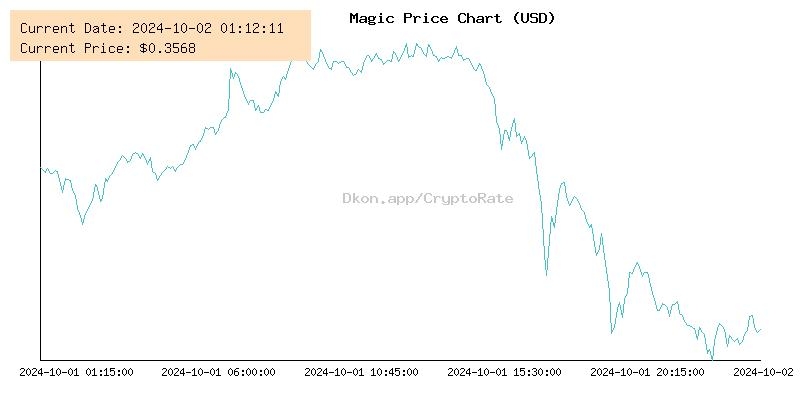 Magic Price Chart (USD)
Current Date: 2024-10-02 01:12:11
Current Price: $0.3568
Dkon.app/CryptoRate
2024-10-01 01:15:00 2024-10-01 06:00:00 2024-10-01 10:45:00 2024-10-01 15:30:00 2024-10-01 20:15:00 2024-10-02